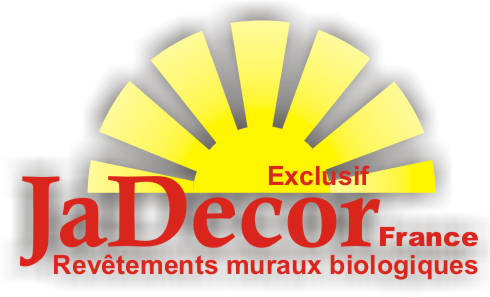 Exclusif
JaDecor
France
Revêtements muraux biologiques